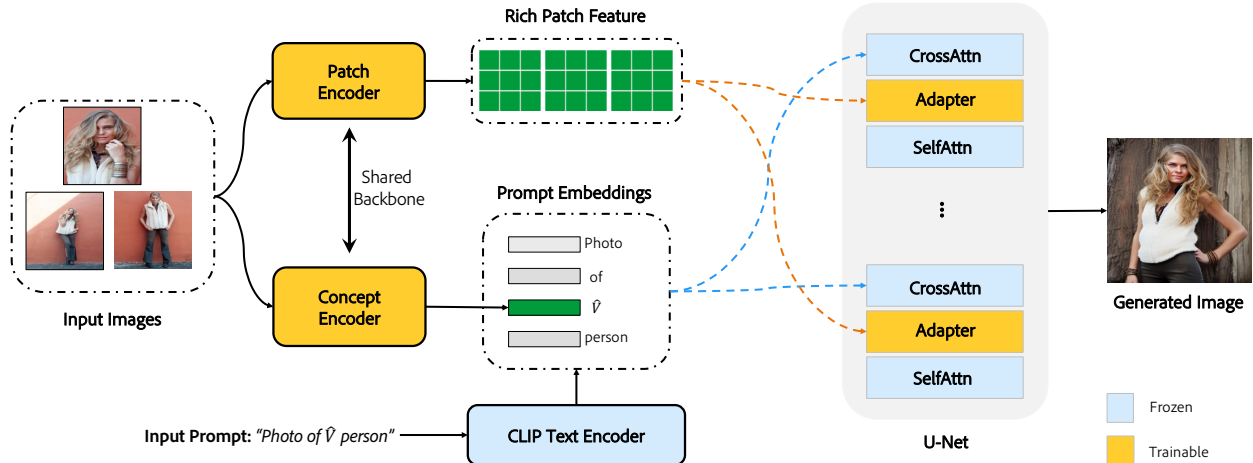 Rich Patch Feature
Patch
Encoder
CrossAttn
Adapter
SelfAttn
Shared
Backbone
Prompt Embeddings
Photo
of
V̂
person
Concept
Encoder
Input Images
CrossAttn
Adapter
SelfAttn
Generated Image
Input Prompt: “Photo of V̂ person”
CLIP Text Encoder
U-Net
Frozen
Trainable